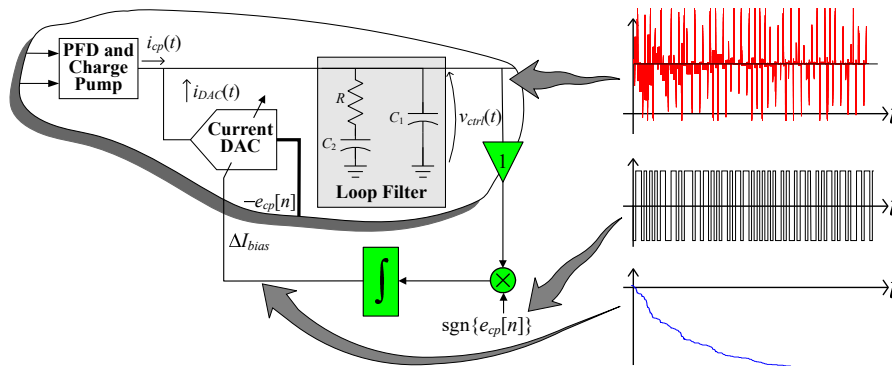 PFD and
Charge
Pump
i_cp(t)
i_DAC(t)
Current
DAC
R
C_2
C_1
v_ctrl(t)
Loop Filter
1
−e_cp[n]
ΔI_bias
∫
×
sgn{e_cp[n]}
t
t
t